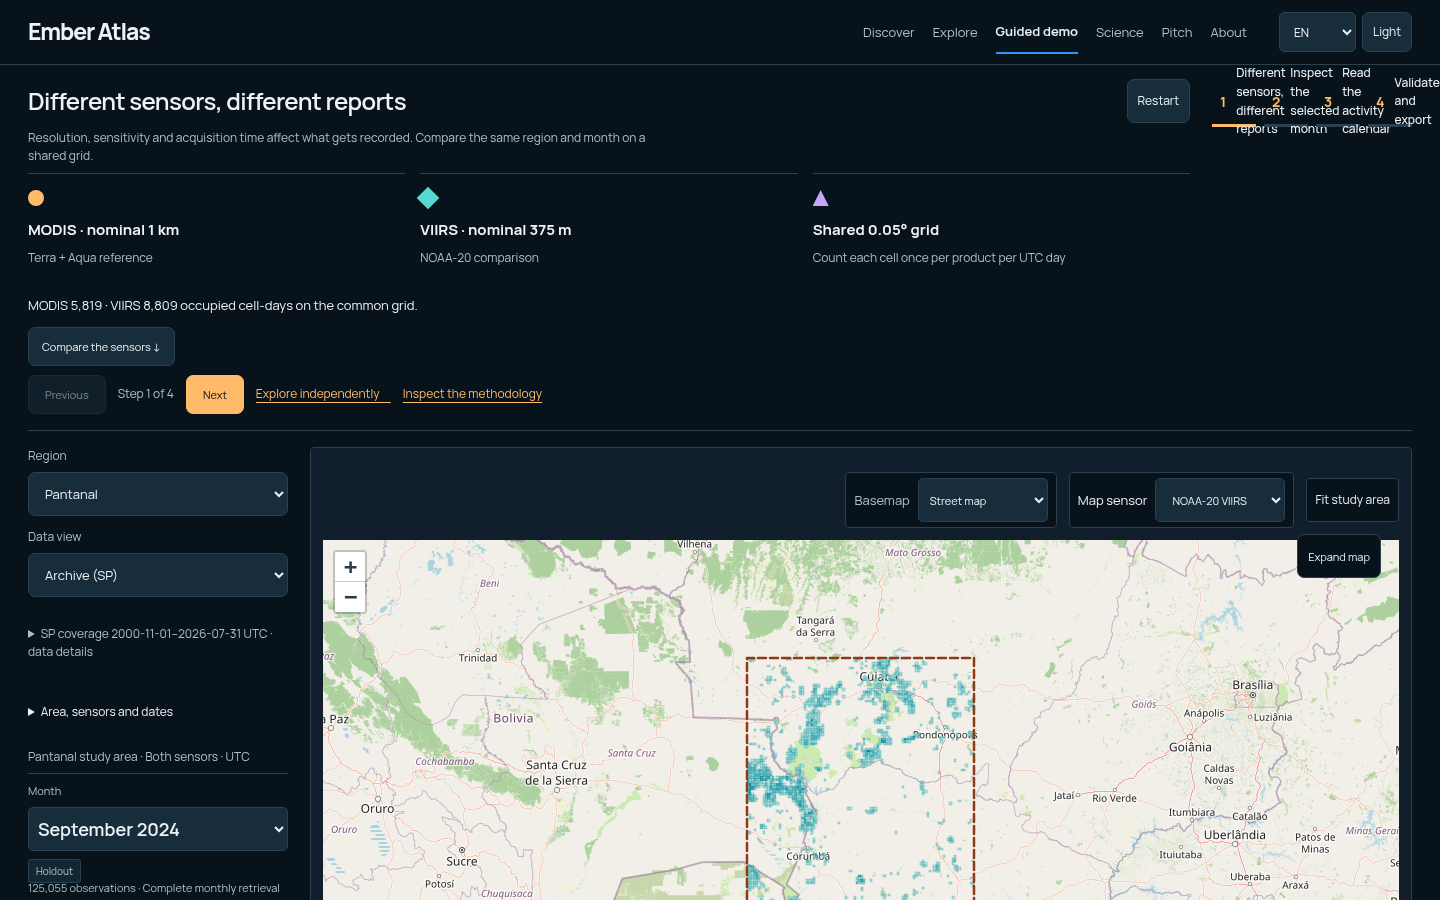 Ember Atlas
Discover
Explore
Guided demo
Science
Pitch
About
EN
Light
Different sensors, different reports
Restart
1
Different
sensors,
different
reports
2
Inspect
the
selected
month
3
Read
the
activity
calendar
4
Validate
and
export
Resolution, sensitivity and acquisition time affect what gets recorded. Compare the same region and month on a
shared grid.
MODIS · nominal 1 km
Terra + Aqua reference
VIIRS · nominal 375 m
NOAA-20 comparison
Shared 0.05° grid
Count each cell once per product per UTC day
MODIS 5,819 · VIIRS 8,809 occupied cell-days on the common grid.
Compare the sensors ↓
Previous
Step 1 of 4
Next
Explore independently
Inspect the methodology
Region
Pantanal
Data view
Archive (SP)
▶ SP coverage 2000-11-01–2026-07-31 UTC ·
data details
▶ Area, sensors and dates
Pantanal study area · Both sensors · UTC
Month
September 2024
Holdout
125,055 observations · Complete monthly retrieval
Basemap
Street map
Map sensor
NOAA-20 VIIRS
Fit study area
Expand map
+
−
Vilhena
Mato Grosso
Beni
Tangará
da Serra
Trinidad
Cuiabá
Brasília
Goiás
Anápolis
Luziânia
a Paz
Bolivia
Santa Cruz
Rondonópolis
Goiânia
Cochabamba
Santa Cruz
de la Sierra
Caldas
Novas
Jataí
Rio Verde
Oruro
Itumbiara
Catalão
Oruro
Uberlândia
Patos de
Minas
Minas Gerai
Sucre
Corumbá
Ituiutaba
Potosí
Uberaba
Araxá
Chuquisaca